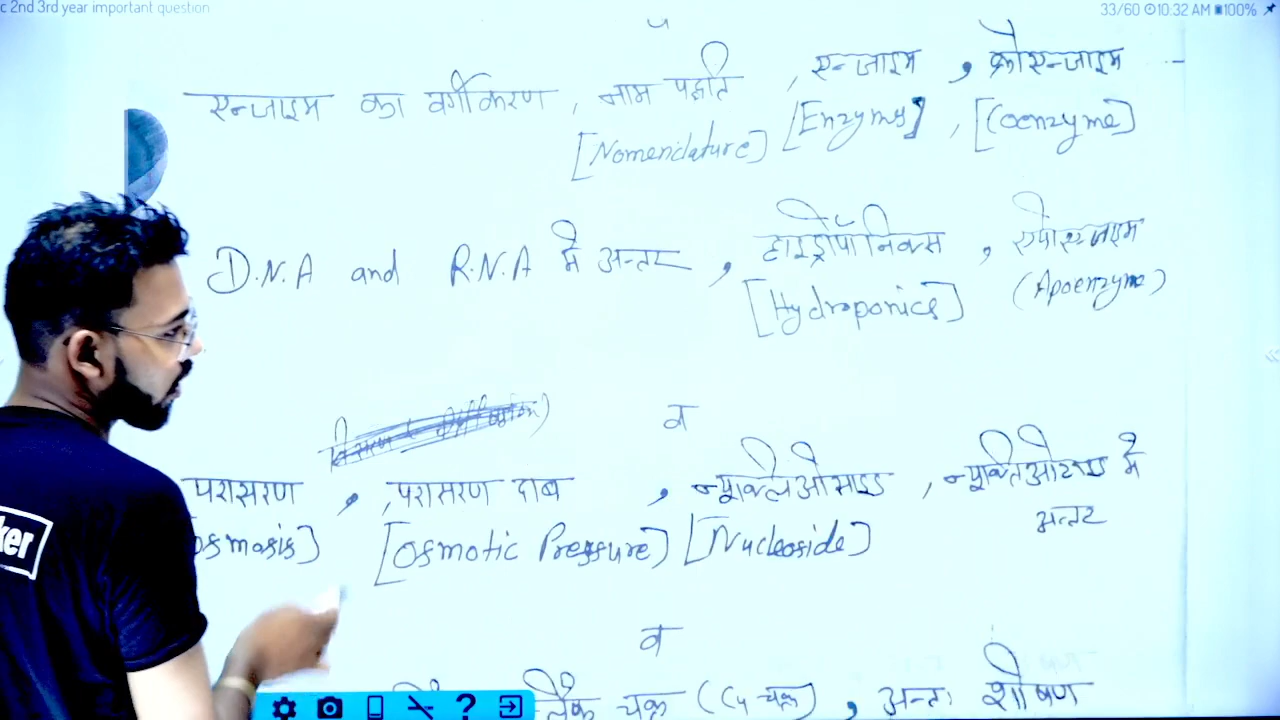 c 2nd 3rd year important question
33/60 10:32 AM 100%
एन्जाइम का वर्गीकरण , नाम पद्धति , एन्जाइम , कोएन्जाइम
[Nomenclature] [Enzymes] , [Coenzyme]
D.N.A and R.N.A में अन्तर , हाइड्रोपॉनिक्स , एपोएन्जाइम
[Hydroponics] (Apoenzyme)
व
परासरण , परासरण दाब , न्यूक्लिओसाइड , न्यूक्लिओटाइड में
अन्तर
osmosis) [Osmotic Pressure) [Nucleoside]
व
चक्र (C4 चक्र) , अन्तः शोषण
ker